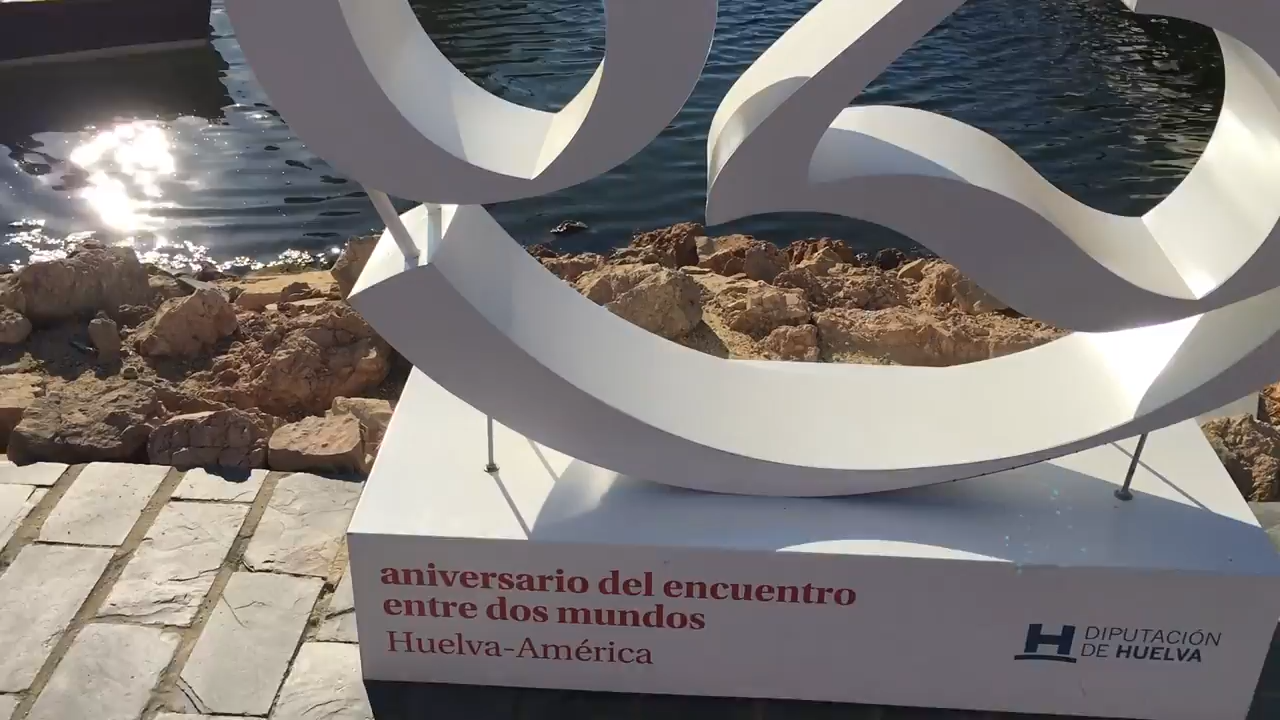 aniversario del encuentro
entre dos mundos
Huelva-América
DIPUTACIÓN
DE HUELVA